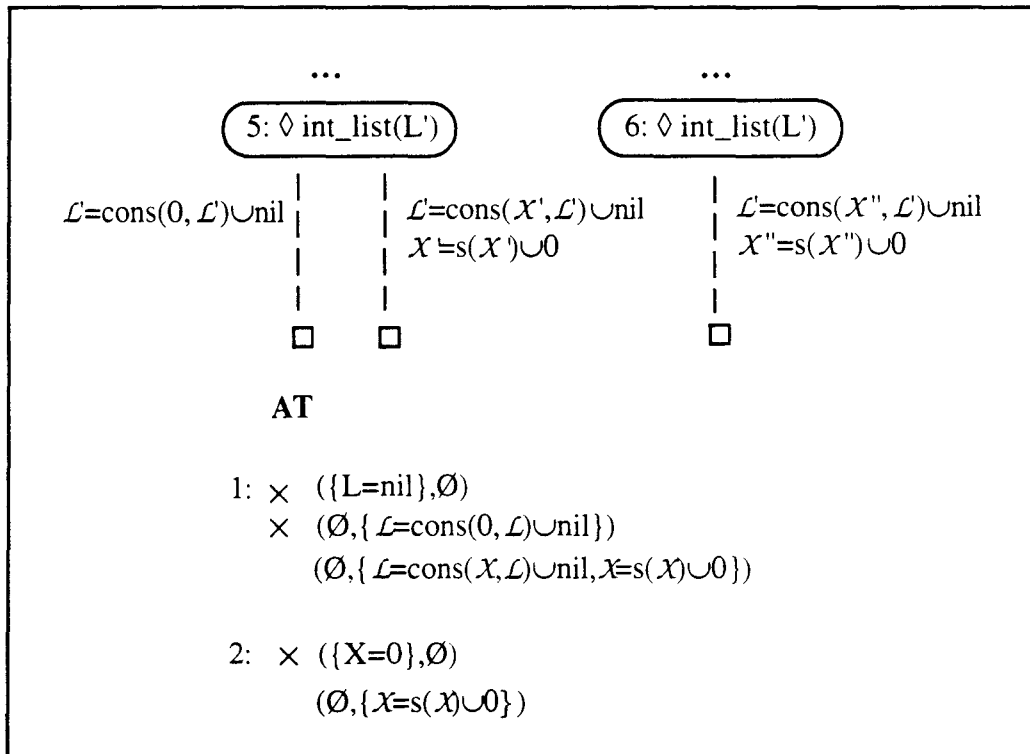 ... ...
5: ◊ int_list(L') 6: ◊ int_list(L')
ℒ'=cons(0, ℒ')∪nil ℒ'=cons(𝒳',ℒ')∪nil ℒ'=cons(𝒳'', ℒ')∪nil
𝒳'=s(𝒳')∪0 𝒳''=s(𝒳'')∪0
AT
1: × ({L=nil},Ø)
× (Ø,{ℒ=cons(0, ℒ)∪nil})
(Ø,{ℒ=cons(𝒳,ℒ)∪nil,𝒳=s(𝒳)∪0})
2: × ({X=0},Ø)
(Ø,{𝒳=s(𝒳)∪0})